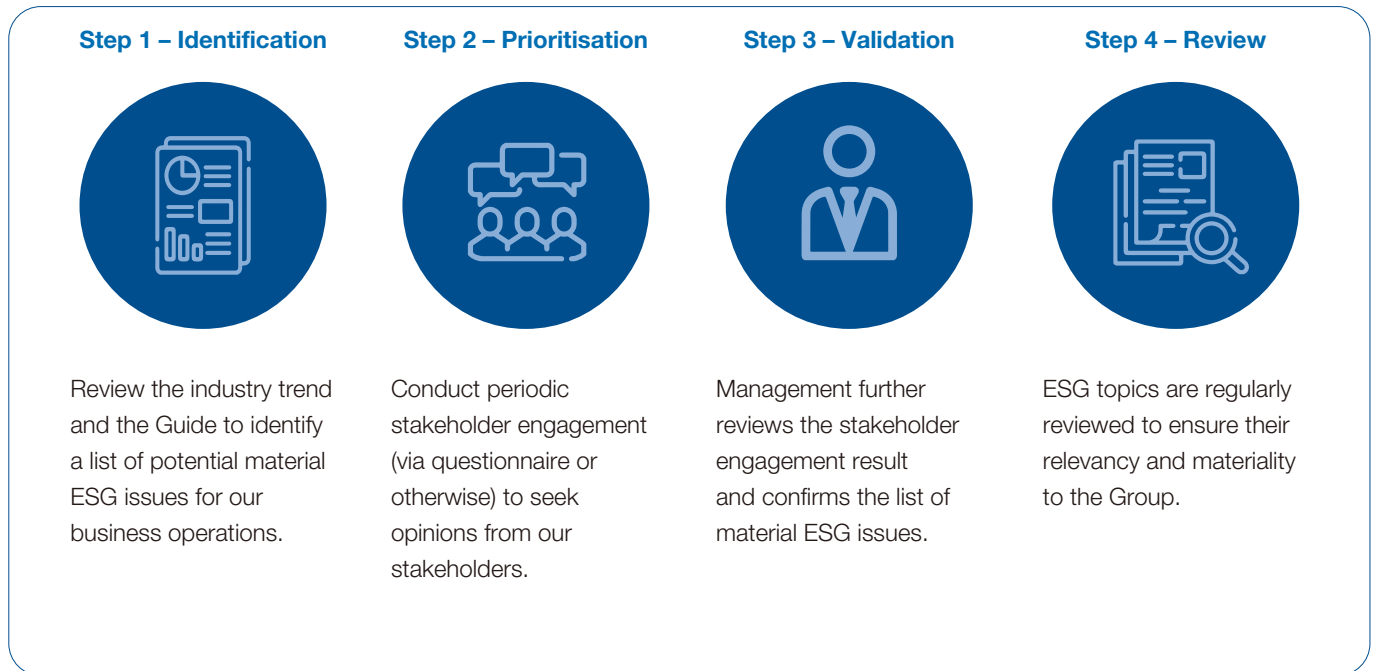 Step 1 – Identification
Review the industry trend
and the Guide to identify
a list of potential material
ESG issues for our
business operations.
Step 2 – Prioritisation
Conduct periodic
stakeholder engagement
(via questionnaire or
otherwise) to seek
opinions from our
stakeholders.
Step 3 – Validation
Management further
reviews the stakeholder
engagement result
and confirms the list of
material ESG issues.
Step 4 – Review
ESG topics are regularly
reviewed to ensure their
relevancy and materiality
to the Group.